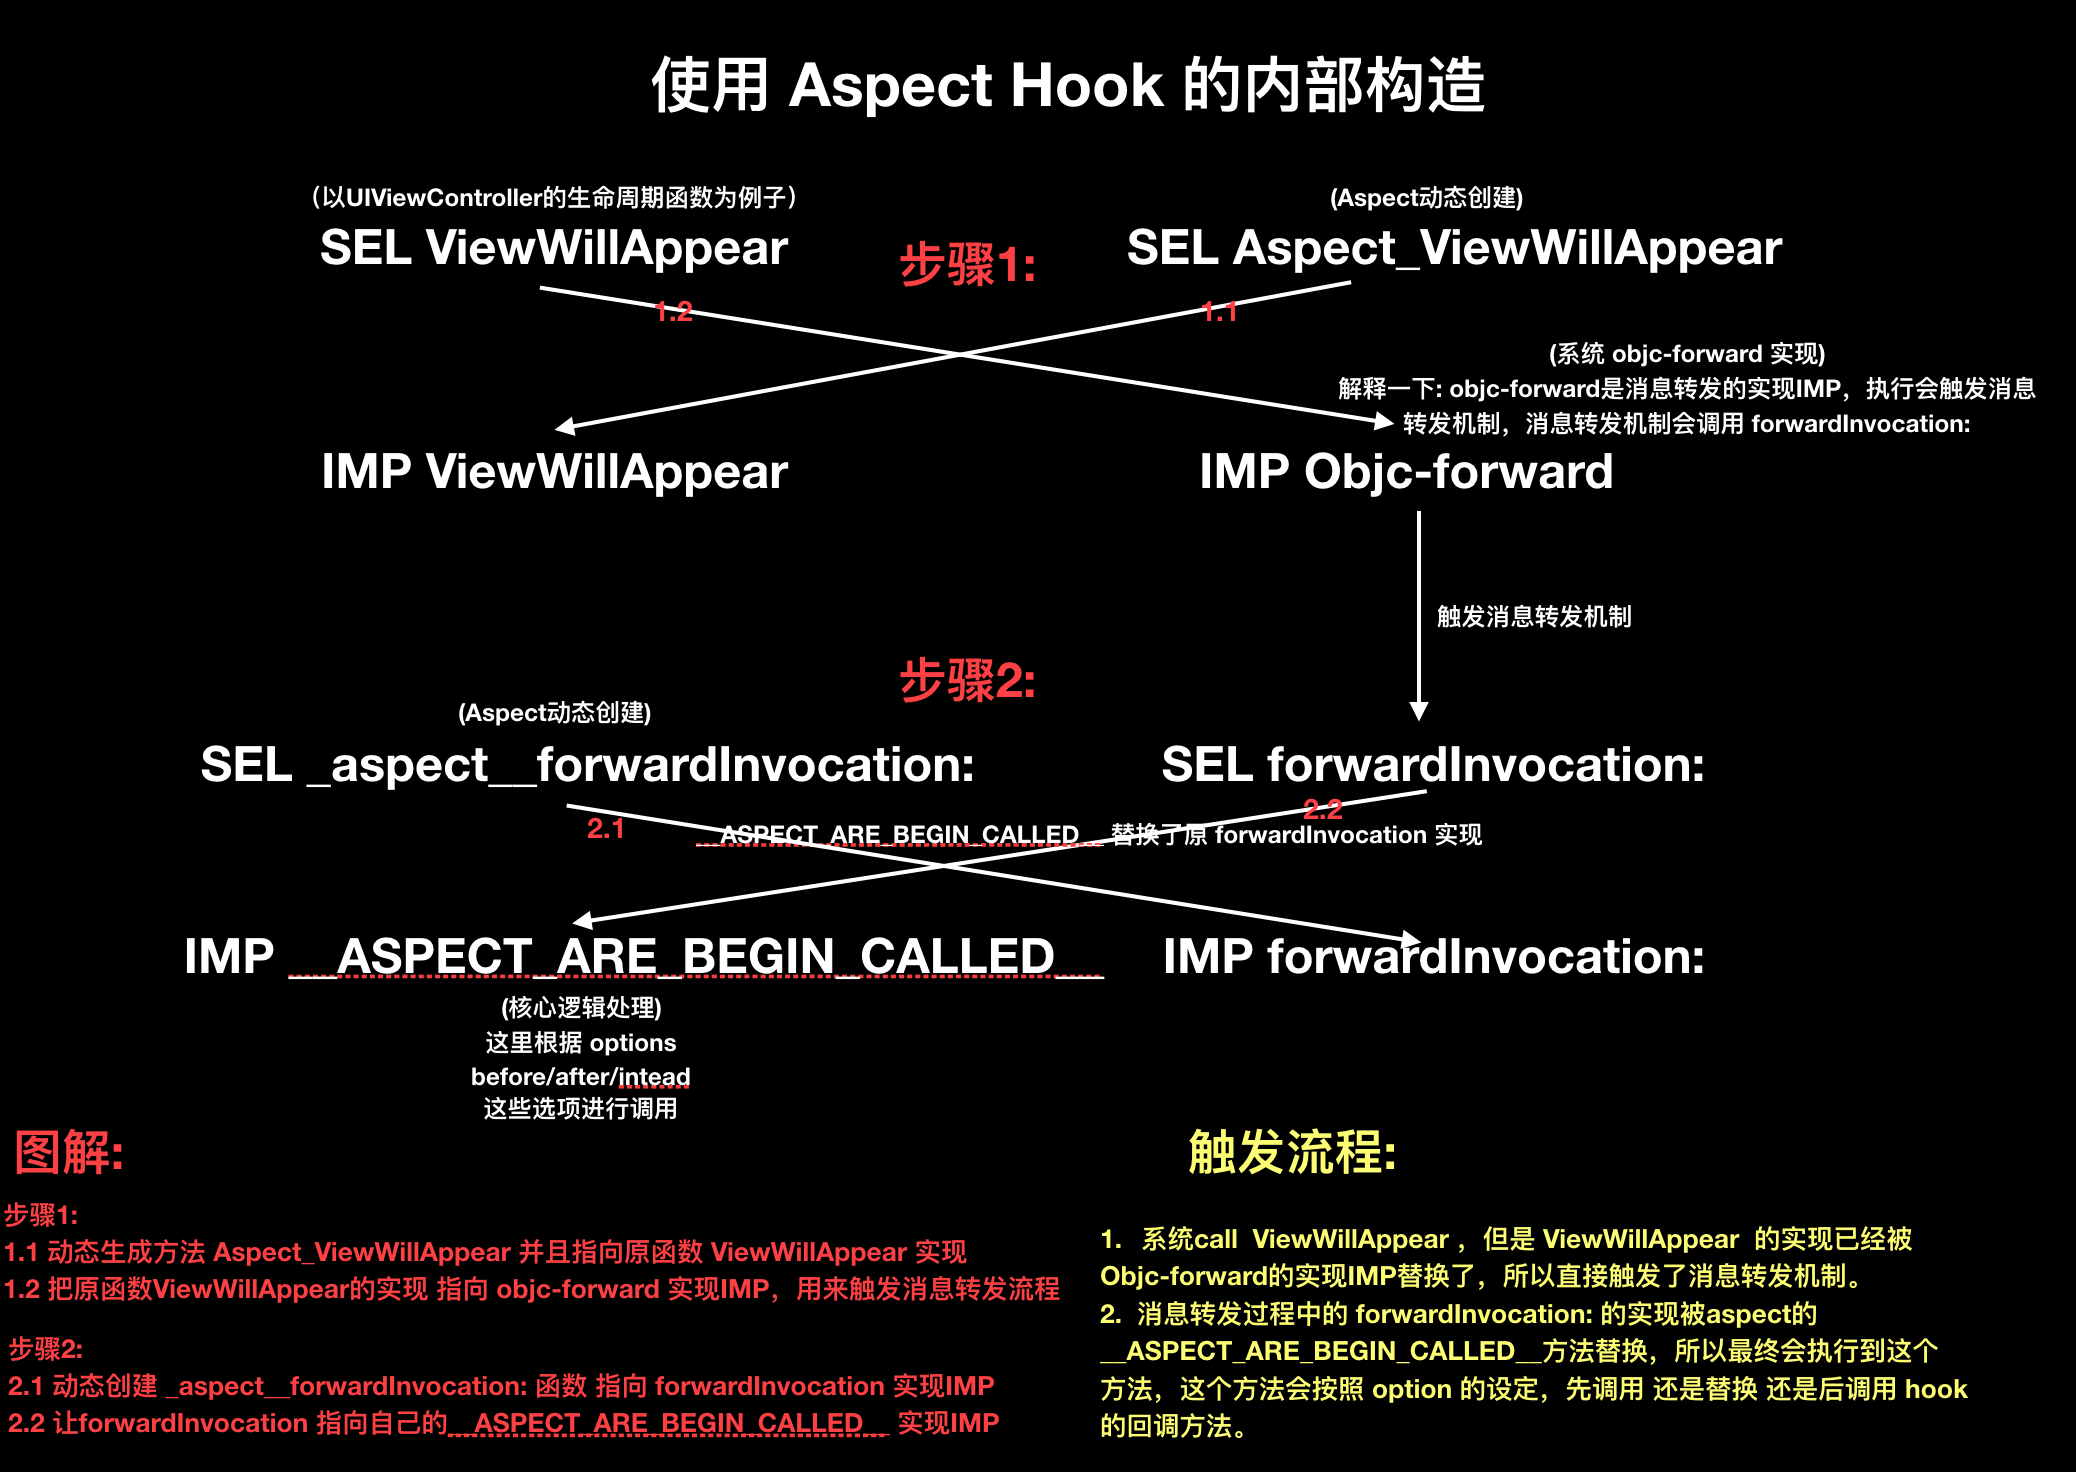 使用 Aspect Hook 的内部构造
（以UIViewController的生命周期函数为例子）
(Aspect动态创建)
SEL ViewWillAppear
步骤1:
SEL Aspect_ViewWillAppear
1.2
1.1
(系统 objc-forward 实现)
解释一下: objc-forward是消息转发的实现IMP，执行会触发消息
转发机制，消息转发机制会调用 forwardInvocation:
IMP ViewWillAppear
IMP Objc-forward
触发消息转发机制
步骤2:
(Aspect动态创建)
SEL _aspect__forwardInvocation:
SEL forwardInvocation:
2.1
2.2
__ASPECT_ARE_BEGIN_CALLED__ 替换了原 forwardInvocation 实现
IMP __ASPECT_ARE_BEGIN_CALLED__
IMP forwardInvocation:
(核心逻辑处理)
这里根据 options
before/after/intead
这些选项进行调用
图解:
步骤1:
1.1 动态生成方法 Aspect_ViewWillAppear 并且指向原函数 ViewWillAppear 实现
1.2 把原函数ViewWillAppear的实现 指向 objc-forward 实现IMP，用来触发消息转发流程
步骤2:
2.1 动态创建 _aspect__forwardInvocation: 函数 指向 forwardInvocation 实现IMP
2.2 让forwardInvocation 指向自己的__ASPECT_ARE_BEGIN_CALLED__ 实现IMP
触发流程:
1. 系统call ViewWillAppear ，但是 ViewWillAppear 的实现已经被
Objc-forward的实现IMP替换了，所以直接触发了消息转发机制。
2. 消息转发过程中的 forwardInvocation: 的实现被aspect的
__ASPECT_ARE_BEGIN_CALLED__方法替换，所以最终会执行到这个
方法，这个方法会按照 option 的设定，先调用 还是替换 还是后调用 hook
的回调方法。